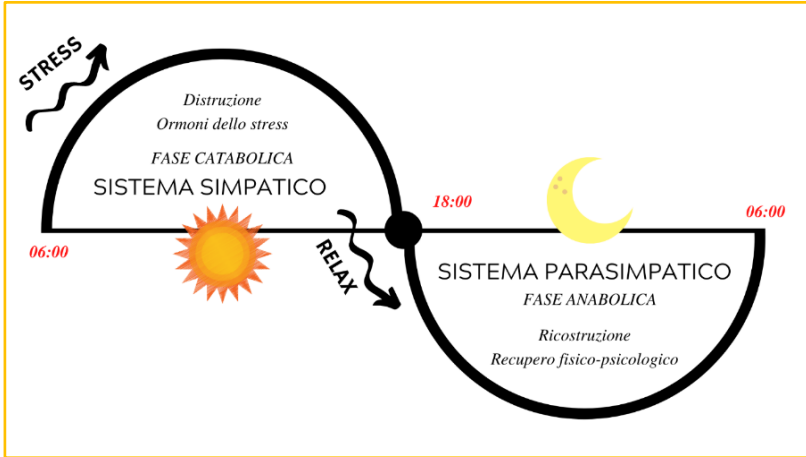 STRESS
Distruzione
Ormoni dello stress
FASE CATABOLICA
SISTEMA SIMPATICO
06:00
RELAX
18:00
06:00
SISTEMA PARASIMPATICO
FASE ANABOLICA
Ricostruzione
Recupero fisico-psicologico